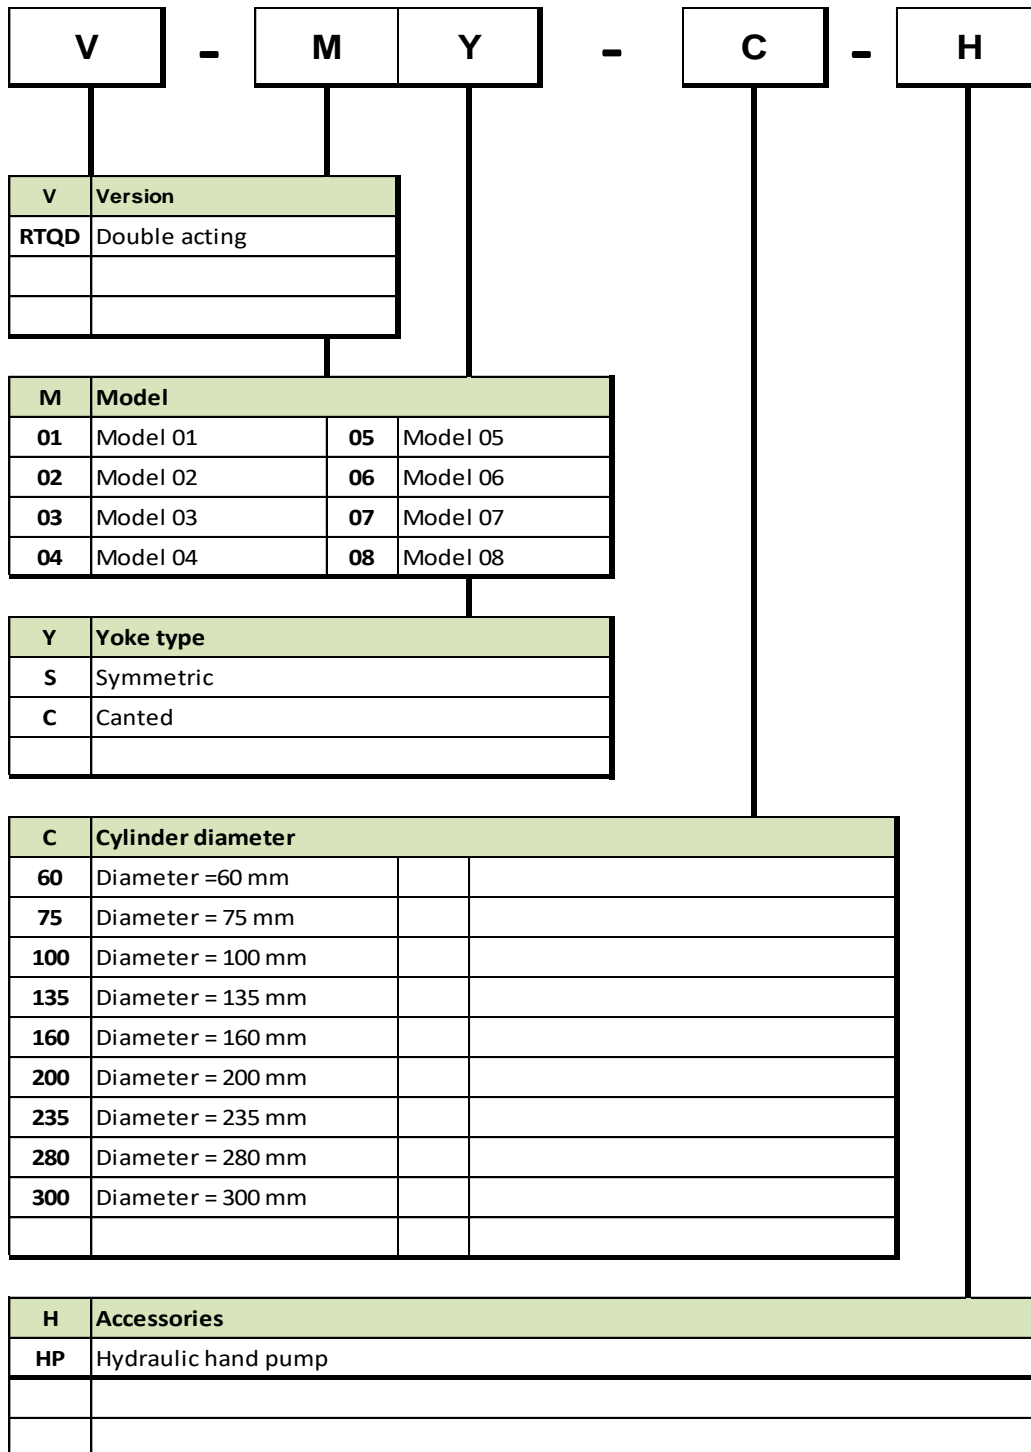 V - M Y - C - H
V Version
RTQD Double acting
M Model
01 Model 01 05 Model 05
02 Model 02 06 Model 06
03 Model 03 07 Model 07
04 Model 04 08 Model 08
Y Yoke type
S Symmetric
C Canted
C Cylinder diameter
60 Diameter =60 mm
75 Diameter = 75 mm
100 Diameter = 100 mm
135 Diameter = 135 mm
160 Diameter = 160 mm
200 Diameter = 200 mm
235 Diameter = 235 mm
280 Diameter = 280 mm
300 Diameter = 300 mm
H Accessories
HP Hydraulic hand pump